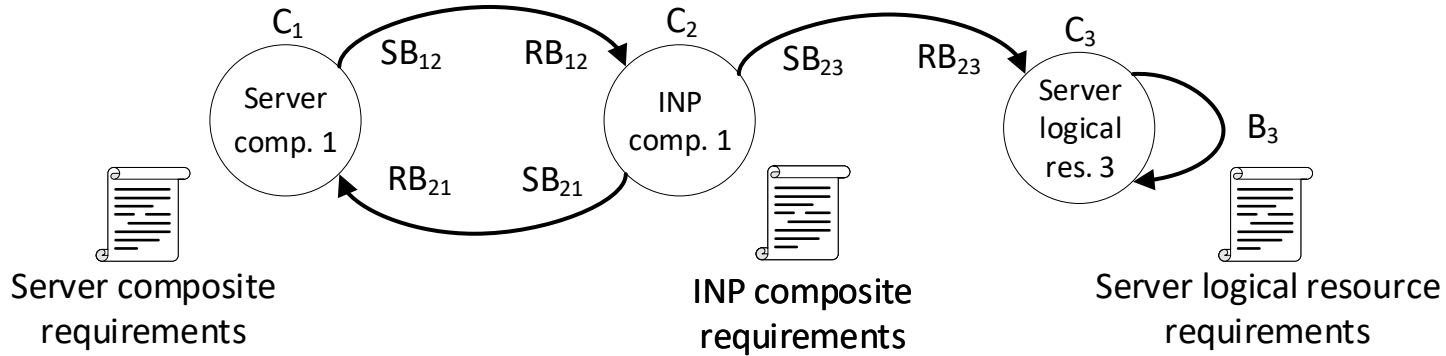 C₁
SB₁₂
RB₁₂
C₂
SB₂₃
RB₂₃
C₃
Server
comp. 1
INP
comp. 1
Server
logical
res. 3
B₃
RB₂₁
SB₂₁
Server composite
requirements
INP composite
requirements
Server logical resource
requirements